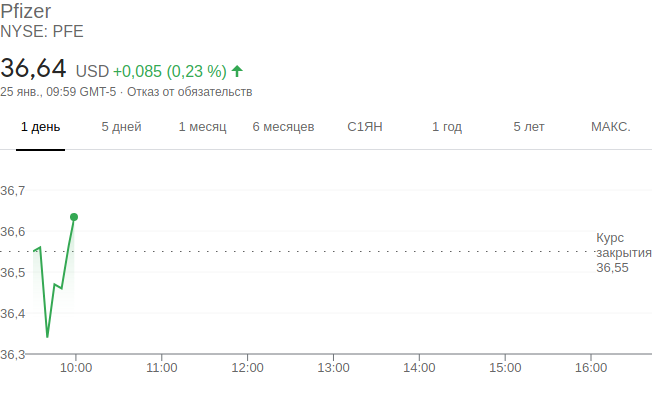 Pfizer
NYSE: PFE
36,64 USD +0,085 (0,23 %)
25 янв., 09:59 GMT-5 · Отказ от обязательств
1 день 5 дней 1 месяц 6 месяцев С1ЯН 1 год 5 лет МАКС.
36,7
36,6
Курс
закрытия
36,55
36,5
36,4
36,3
10:00 11:00 12:00 13:00 14:00 15:00 16:00